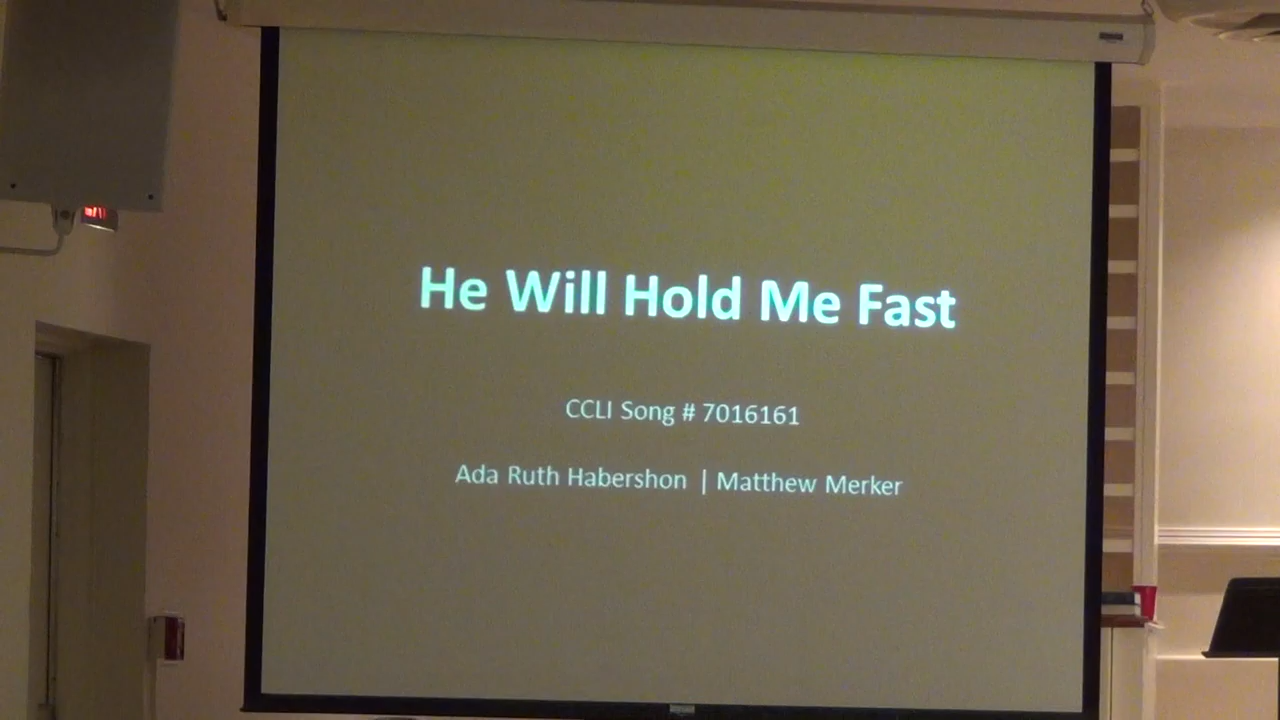 He Will Hold Me Fast
CCLI Song # 7016161
Ada Ruth Habershon | Matthew Merker